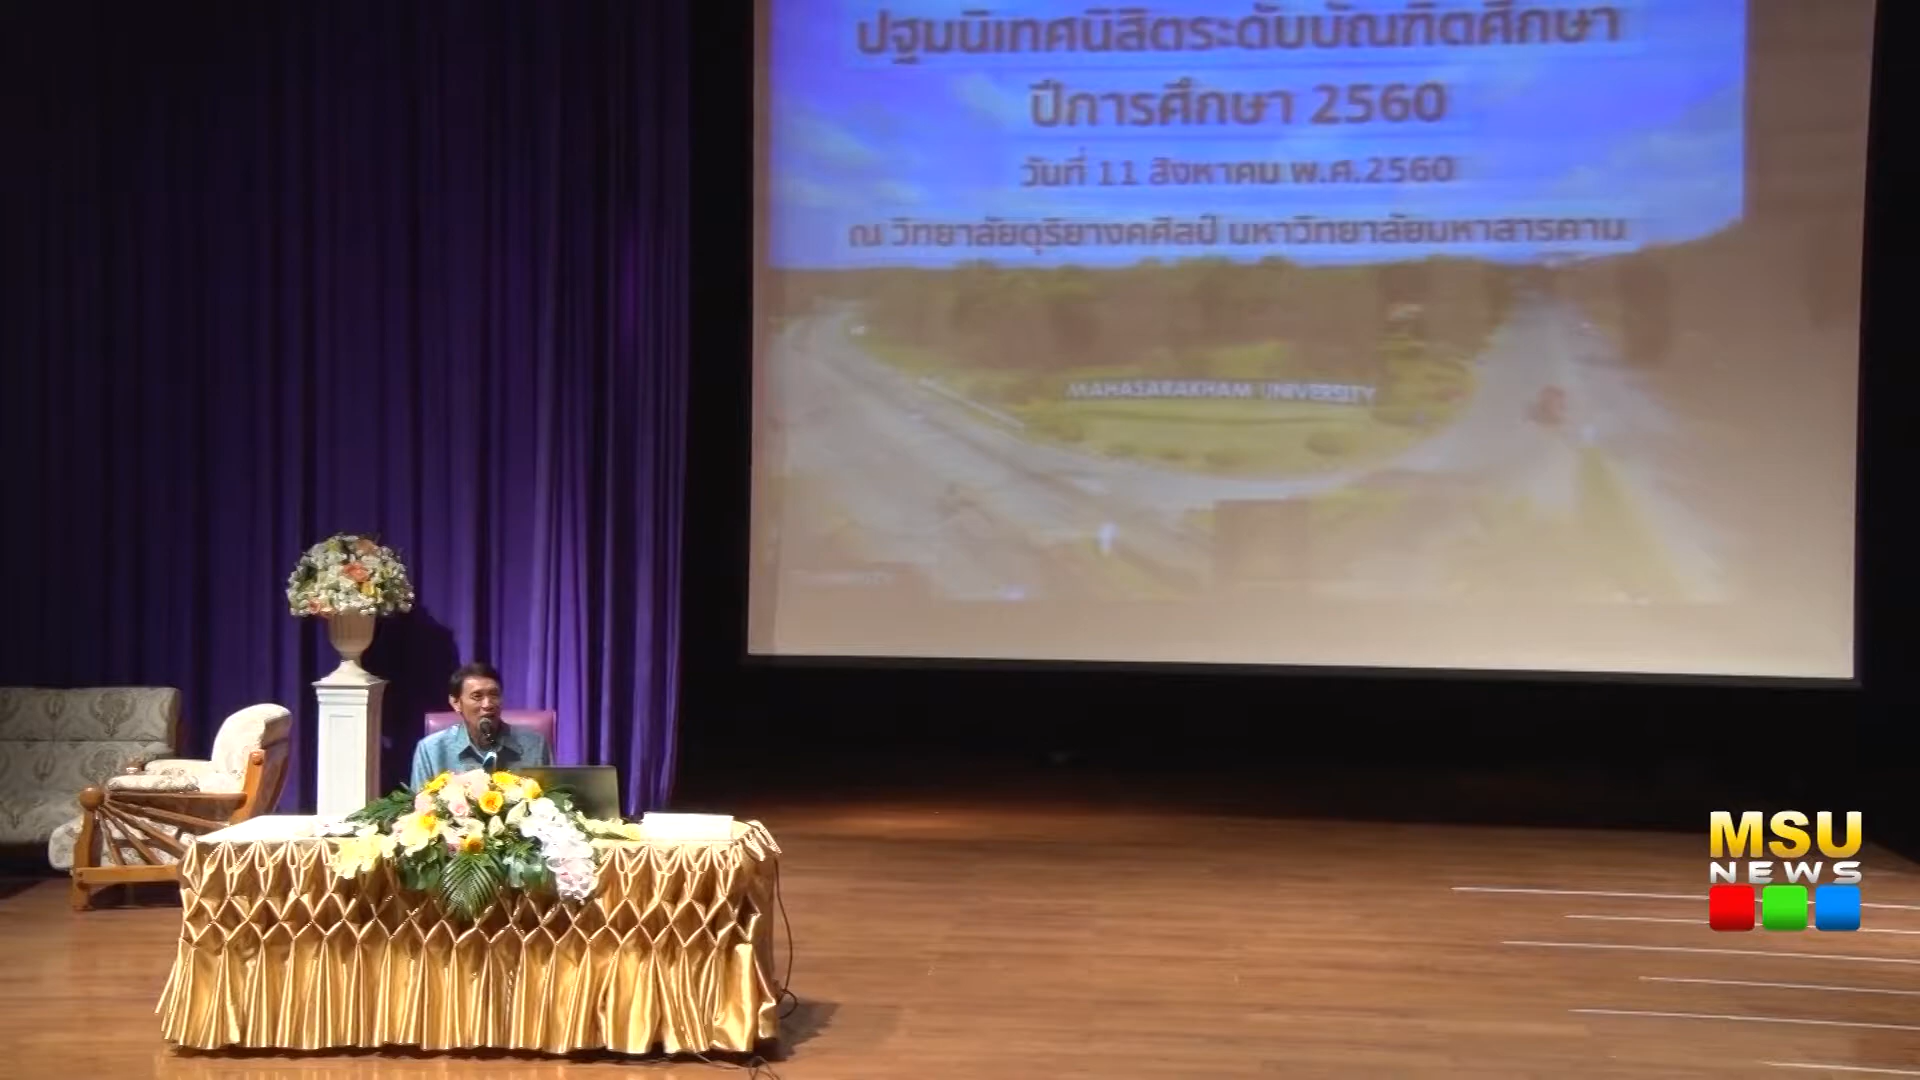 ปฐมนิเทศนิสิตระดับบัณฑิตศึกษา
ปีการศึกษา 2560
วันที่ 11 สิงหาคม พ.ศ.2560
ณ วิทยาลัยดุริยางคศิลป์ มหาวิทยาลัยมหาสารคาม
MAHASARAKHAM UNIVERSITY
MSU
NEWS